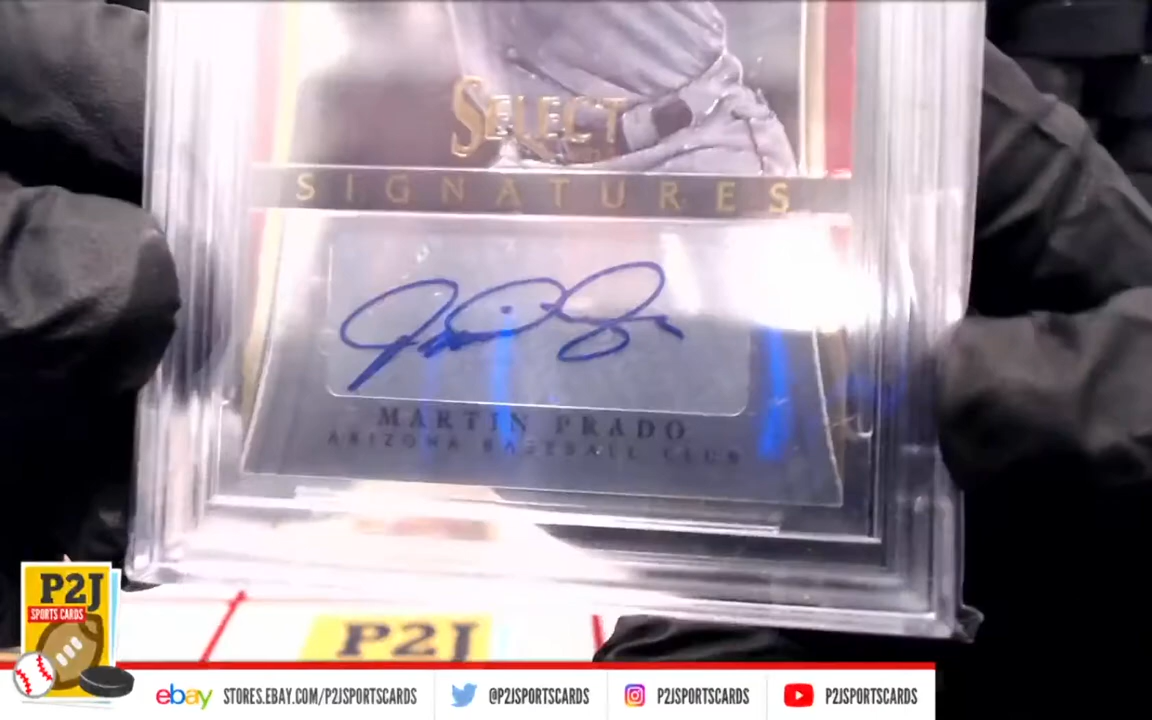 SELECT
SIGNATURES
MARTIN PRADO
ARIZONA BASEBALL CLUB
P2J
SPORTS CARDS
P2J
ebay STORES.EBAY.COM/P2JSPORTSCARDS @P2JSPORTSCARDS P2JSPORTSCARDS P2JSPORTSCARDS